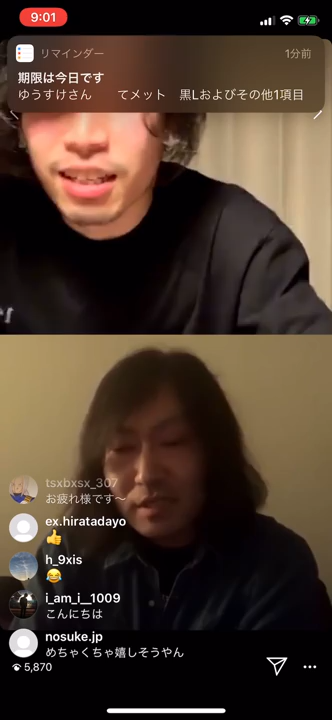 9:01
リマインダー
1分前
期限は今日です
ゆうすけさん てメット 黒Lおよびその他1項目
tsxbxsx_307
お疲れ様です〜
ex.hiratadayo
👍
h_9xis
😂
i_am_i__1009
こんにちは
nosuke.jp
めちゃくちゃ嬉しそうやん
5,870